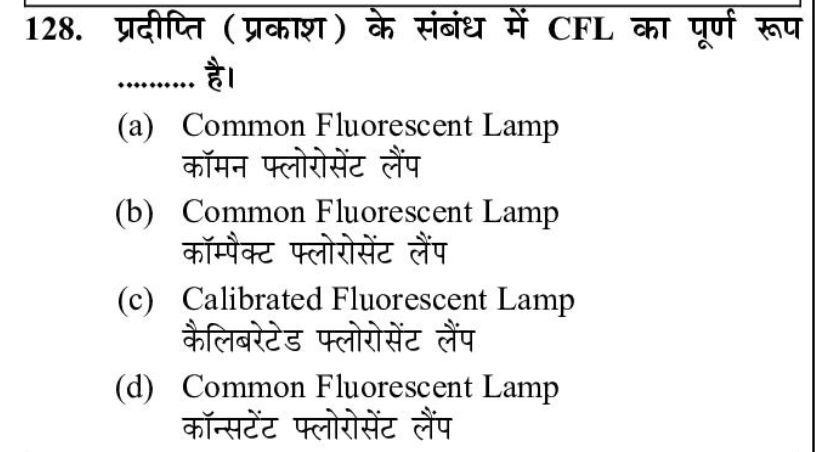 128. प्रदीप्ति (प्रकाश) के संबंध में CFL का पूर्ण रूप
.......... है।
(a) Common Fluorescent Lamp
कॉमन फ्लोरोसेंट लैंप
(b) Common Fluorescent Lamp
कॉम्पैक्ट फ्लोरोसेंट लैंप
(c) Calibrated Fluorescent Lamp
कैलिबरेटेड फ्लोरोसेंट लैंप
(d) Common Fluorescent Lamp
कॉन्सटेंट फ्लोरोसेंट लैंप